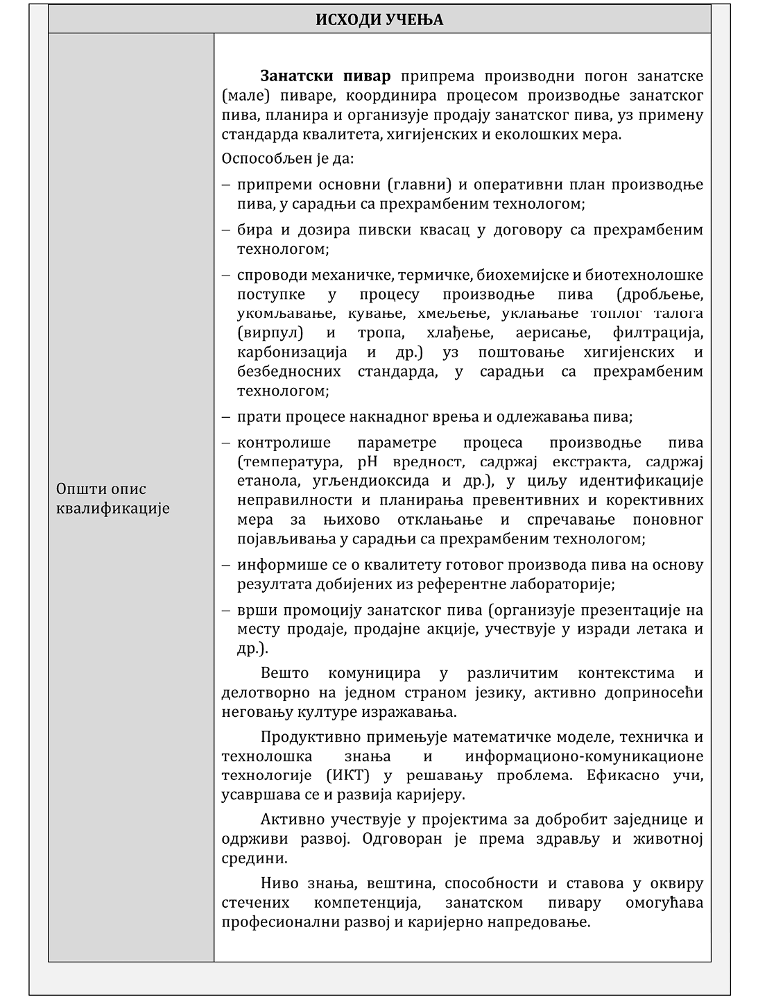 ИСХОДИ УЧЕЊА
Општи опис
квалификације
Занатски пивар припрема производни погон занатске
(мале) пиваре, координира процесом производње занатског
пива, планира и организује продају занатског пива, уз примену
стандарда квалитета, хигијенских и еколошких мера.
Оспособљен је да:
– припреми основни (главни) и оперативни план производње
пива, у сарадњи са прехрамбеним технологом;
– бира и дозира пивски квасац у договору са прехрамбеним
технологом;
– спроводи механичке, термичке, биохемијске и биотехнолошке
поступке у процесу производње пива (дробљење,
укомљавање, кување, хмељење, уклањање топлог талога
(вирпул) и тропа, хлађење, аерисање, филтрација,
карбонизација и др.) уз поштовање хигијенских и
безбедносних стандарда, у сарадњи са прехрамбеним
технологом;
– прати процесе накнадног врења и одлежавања пива;
– контролише параметре процеса производње пива
(температура, pH вредност, садржај екстракта, садржај
етанола, угљендиоксида и др.), у циљу идентификације
неправилности и планирања превентивних и корективних
мера за њихово отклањање и спречавање поновног
појављивања у сарадњи са прехрамбеним технологом;
– информише се о квалитету готовог производа пива на основу
резултата добијених из референтне лабораторије;
– врши промоцију занатског пива (организује презентације на
месту продаје, продајне акције, учествује у изради летака и
др.).
Вешто комуницира у различитим контекстима и
делотворно на једном страном језику, активно доприносећи
неговању културе изражавања.
Продуктивно примењује математичке моделе, техничка и
технолошка знања и информационо-комуникационе
технологије (ИКТ) у решавању проблема. Ефикасно учи,
усавршава се и развија каријеру.
Активно учествује у пројектима за добробит заједнице и
одрживи развој. Одговоран је према здрављу и животној
средини.
Ниво знања, вештина, способности и ставова у оквиру
стечених компетенција, занатском пивару омогућава
професионални развој и каријерно напредовање.